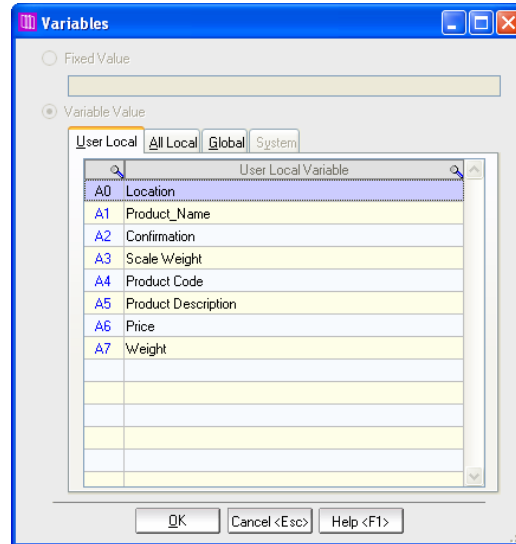 Variables
Fixed Value
Variable Value
User Local All Local Global System
User Local Variable
A0 Location
A1 Product_Name
A2 Confirmation
A3 Scale Weight
A4 Product Code
A5 Product Description
A6 Price
A7 Weight
OK Cancel <Esc> Help <F1>